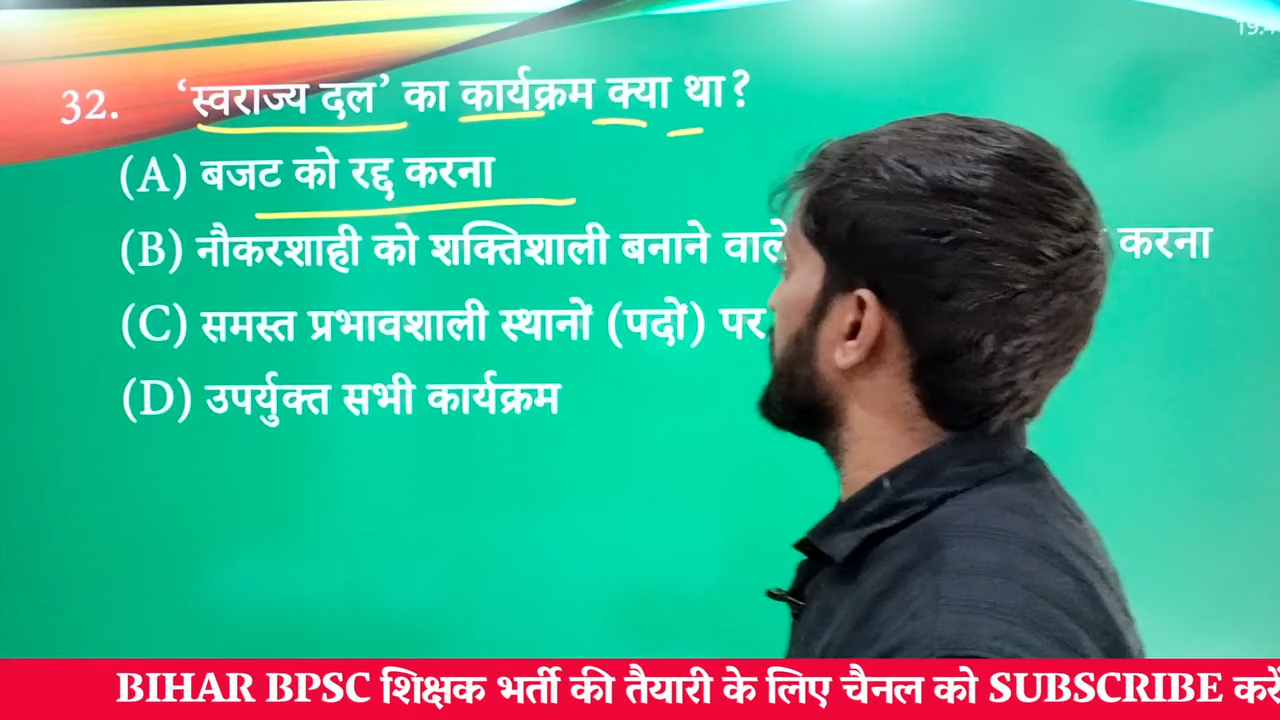 32. ‘स्वराज्य दल’ का कार्यक्रम क्या था?
(A) बजट को रद्द करना
(B) नौकरशाही को शक्तिशाली बनाने वाले करना
(C) समस्त प्रभावशाली स्थानों (पदों) पर
(D) उपर्युक्त सभी कार्यक्रम
BIHAR BPSC शिक्षक भर्ती की तैयारी के लिए चैनल को SUBSCRIBE करें